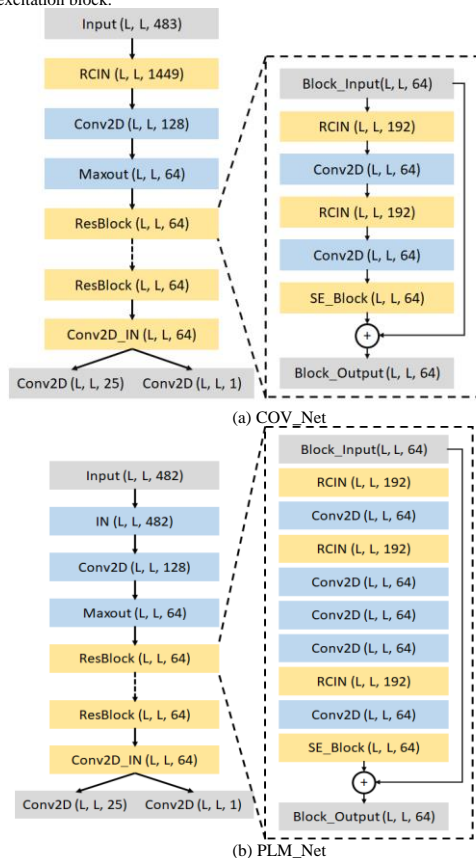 excitation block.
Input (L, L, 483)
RCIN (L, L, 1449)
Conv2D (L, L, 128)
Maxout (L, L, 64)
ResBlock (L, L, 64)
ResBlock (L, L, 64)
Conv2D_IN (L, L, 64)
Conv2D (L, L, 25) Conv2D (L, L, 1)
Block_Input(L, L, 64)
RCIN (L, L, 192)
Conv2D (L, L, 64)
RCIN (L, L, 192)
Conv2D (L, L, 64)
SE_Block (L, L, 64)
+
Block_Output (L, L, 64)
(a) COV_Net
Input (L, L, 482)
IN (L, L, 482)
Conv2D (L, L, 128)
Maxout (L, L, 64)
ResBlock (L, L, 64)
ResBlock (L, L, 64)
Conv2D_IN (L, L, 64)
Conv2D (L, L, 25) Conv2D (L, L, 1)
Block_Input(L, L, 64)
RCIN (L, L, 192)
Conv2D (L, L, 64)
RCIN (L, L, 192)
Conv2D (L, L, 64)
Conv2D (L, L, 64)
Conv2D (L, L, 64)
RCIN (L, L, 192)
Conv2D (L, L, 64)
SE_Block (L, L, 64)
+
Block_Output (L, L, 64)
(b) PLM_Net